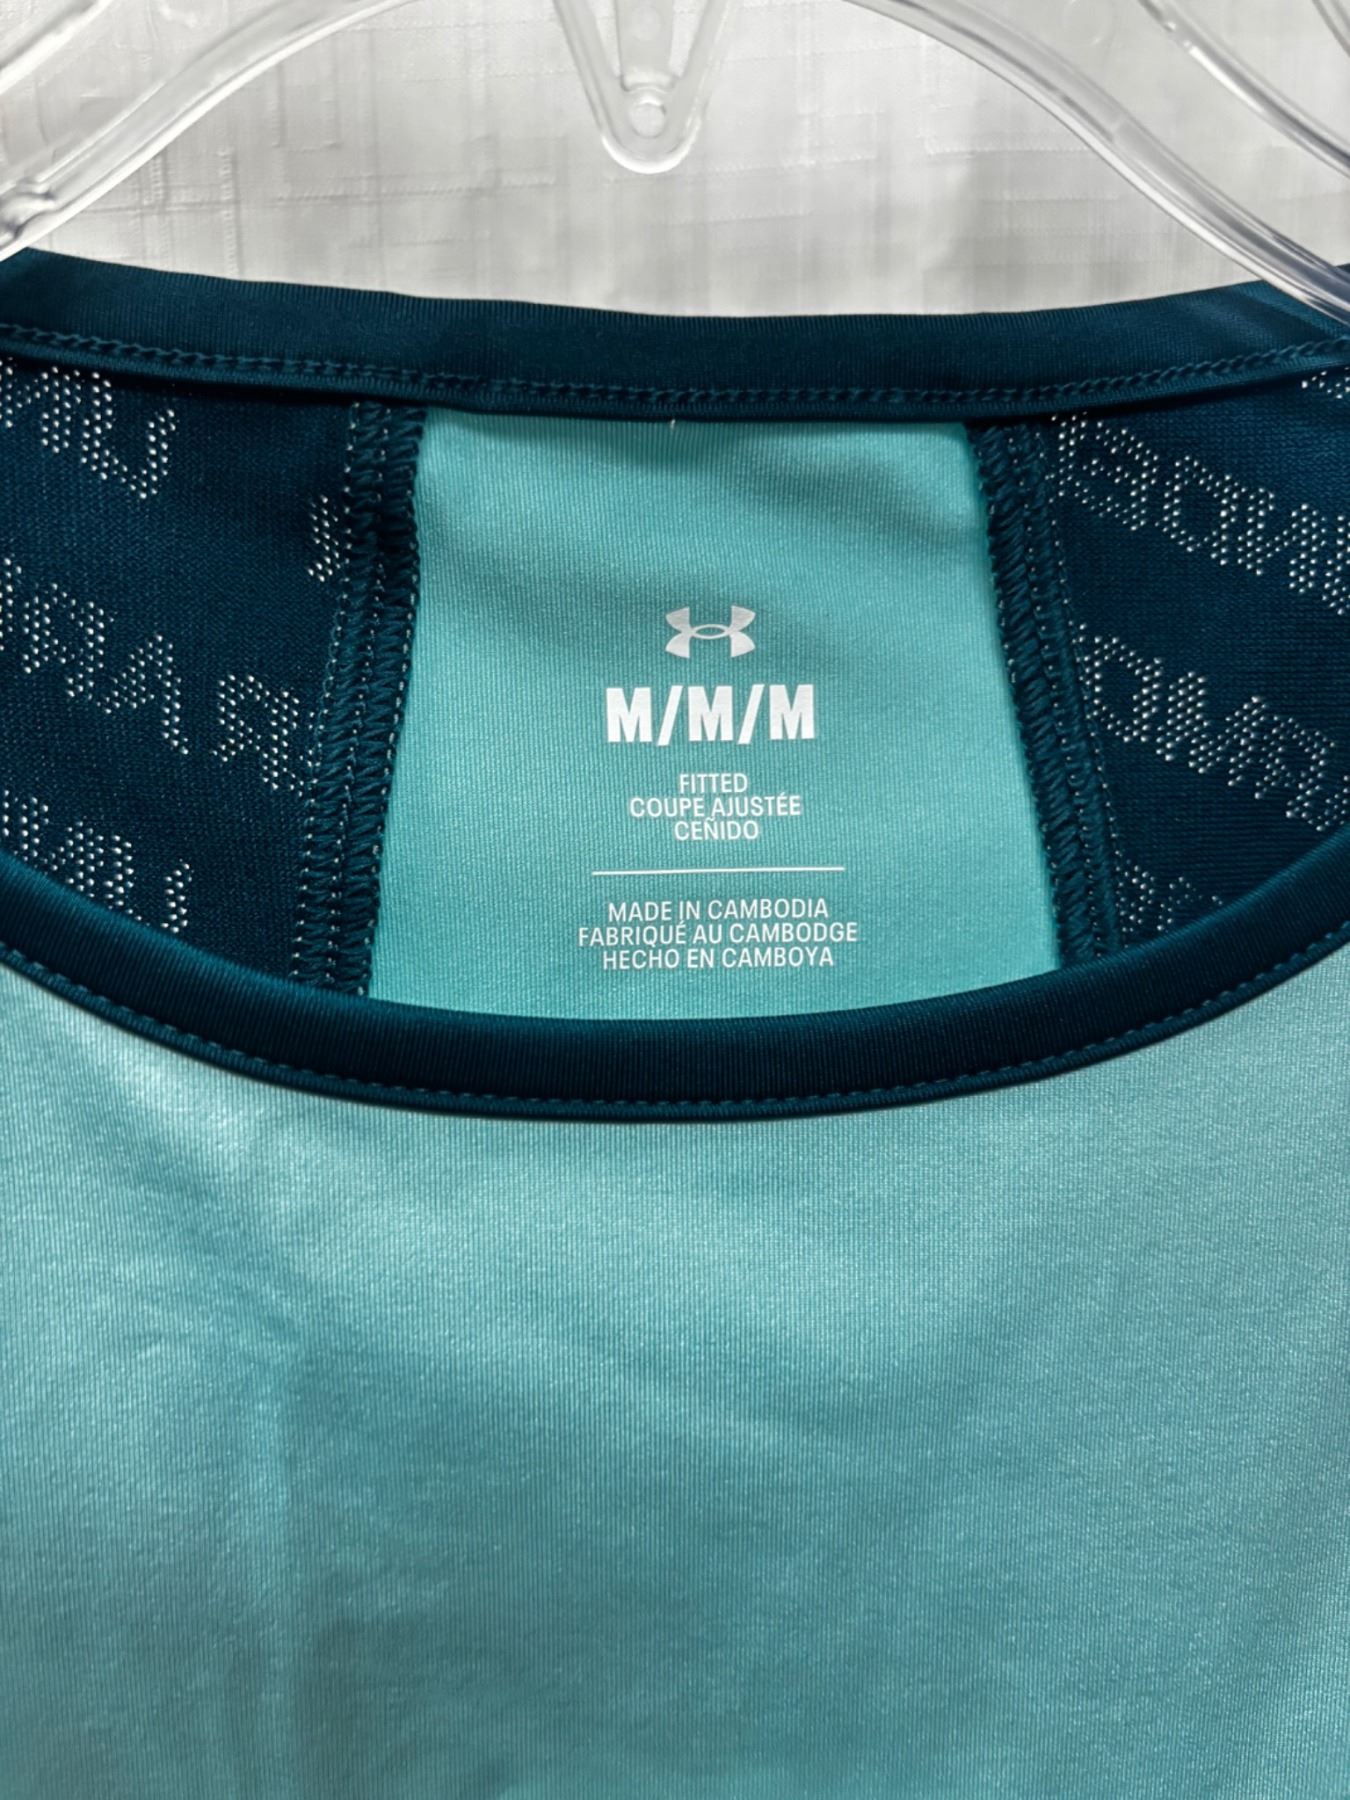 M/M/M
FITTED
COUPE AJUSTÉE
CEÑIDO
MADE IN CAMBODIA
FABRIQUÉ AU CAMBODGE
HECHO EN CAMBOYA